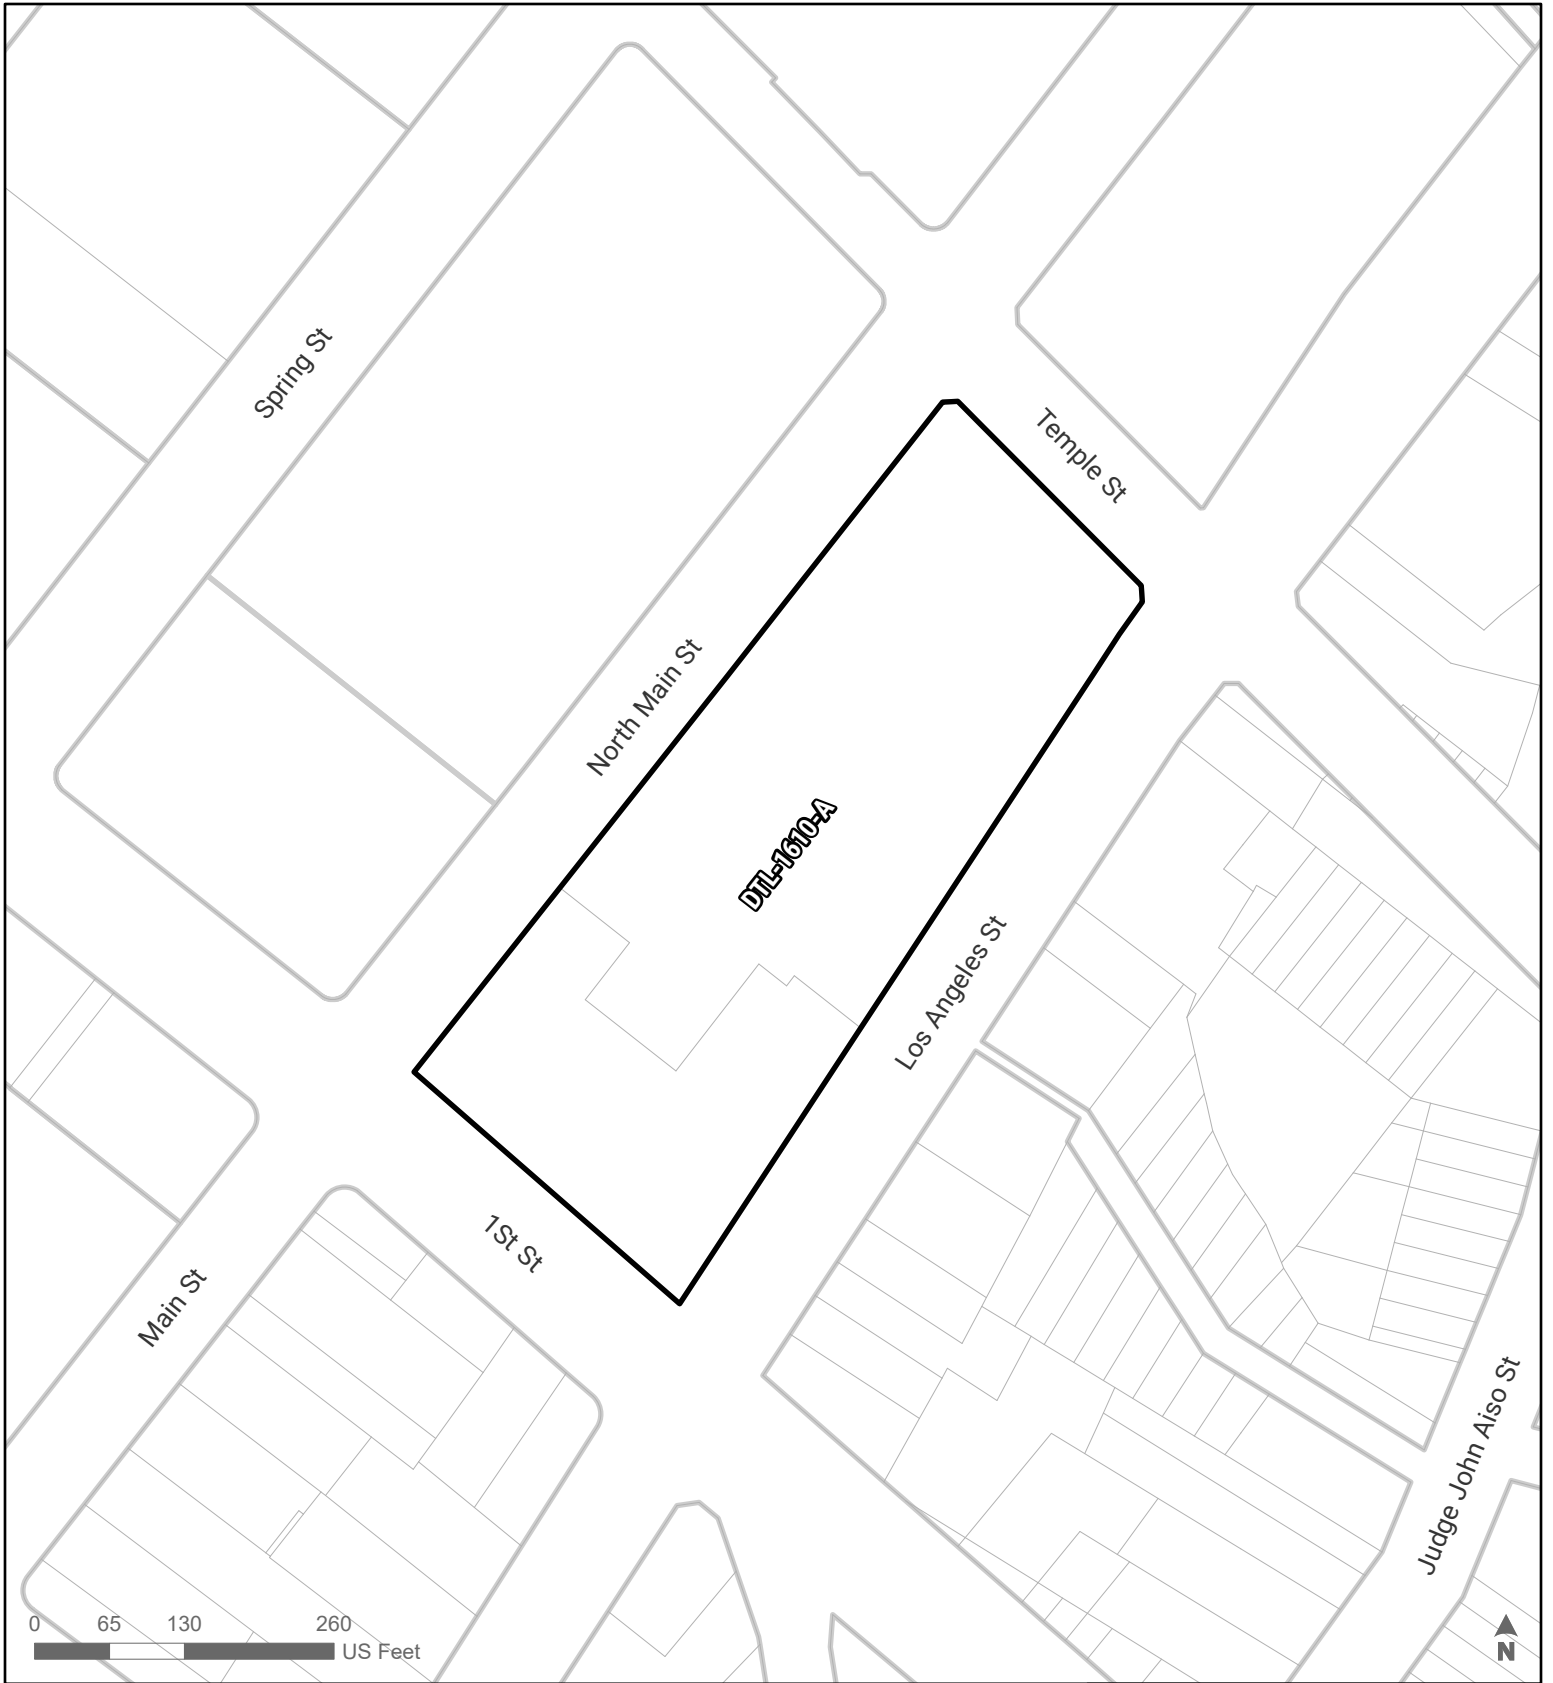 Spring St
Temple St
North Main St
DTL-1610-A
Los Angeles St
1St St
Main St
Judge John Aiso St
0 65 130 260
US Feet
N